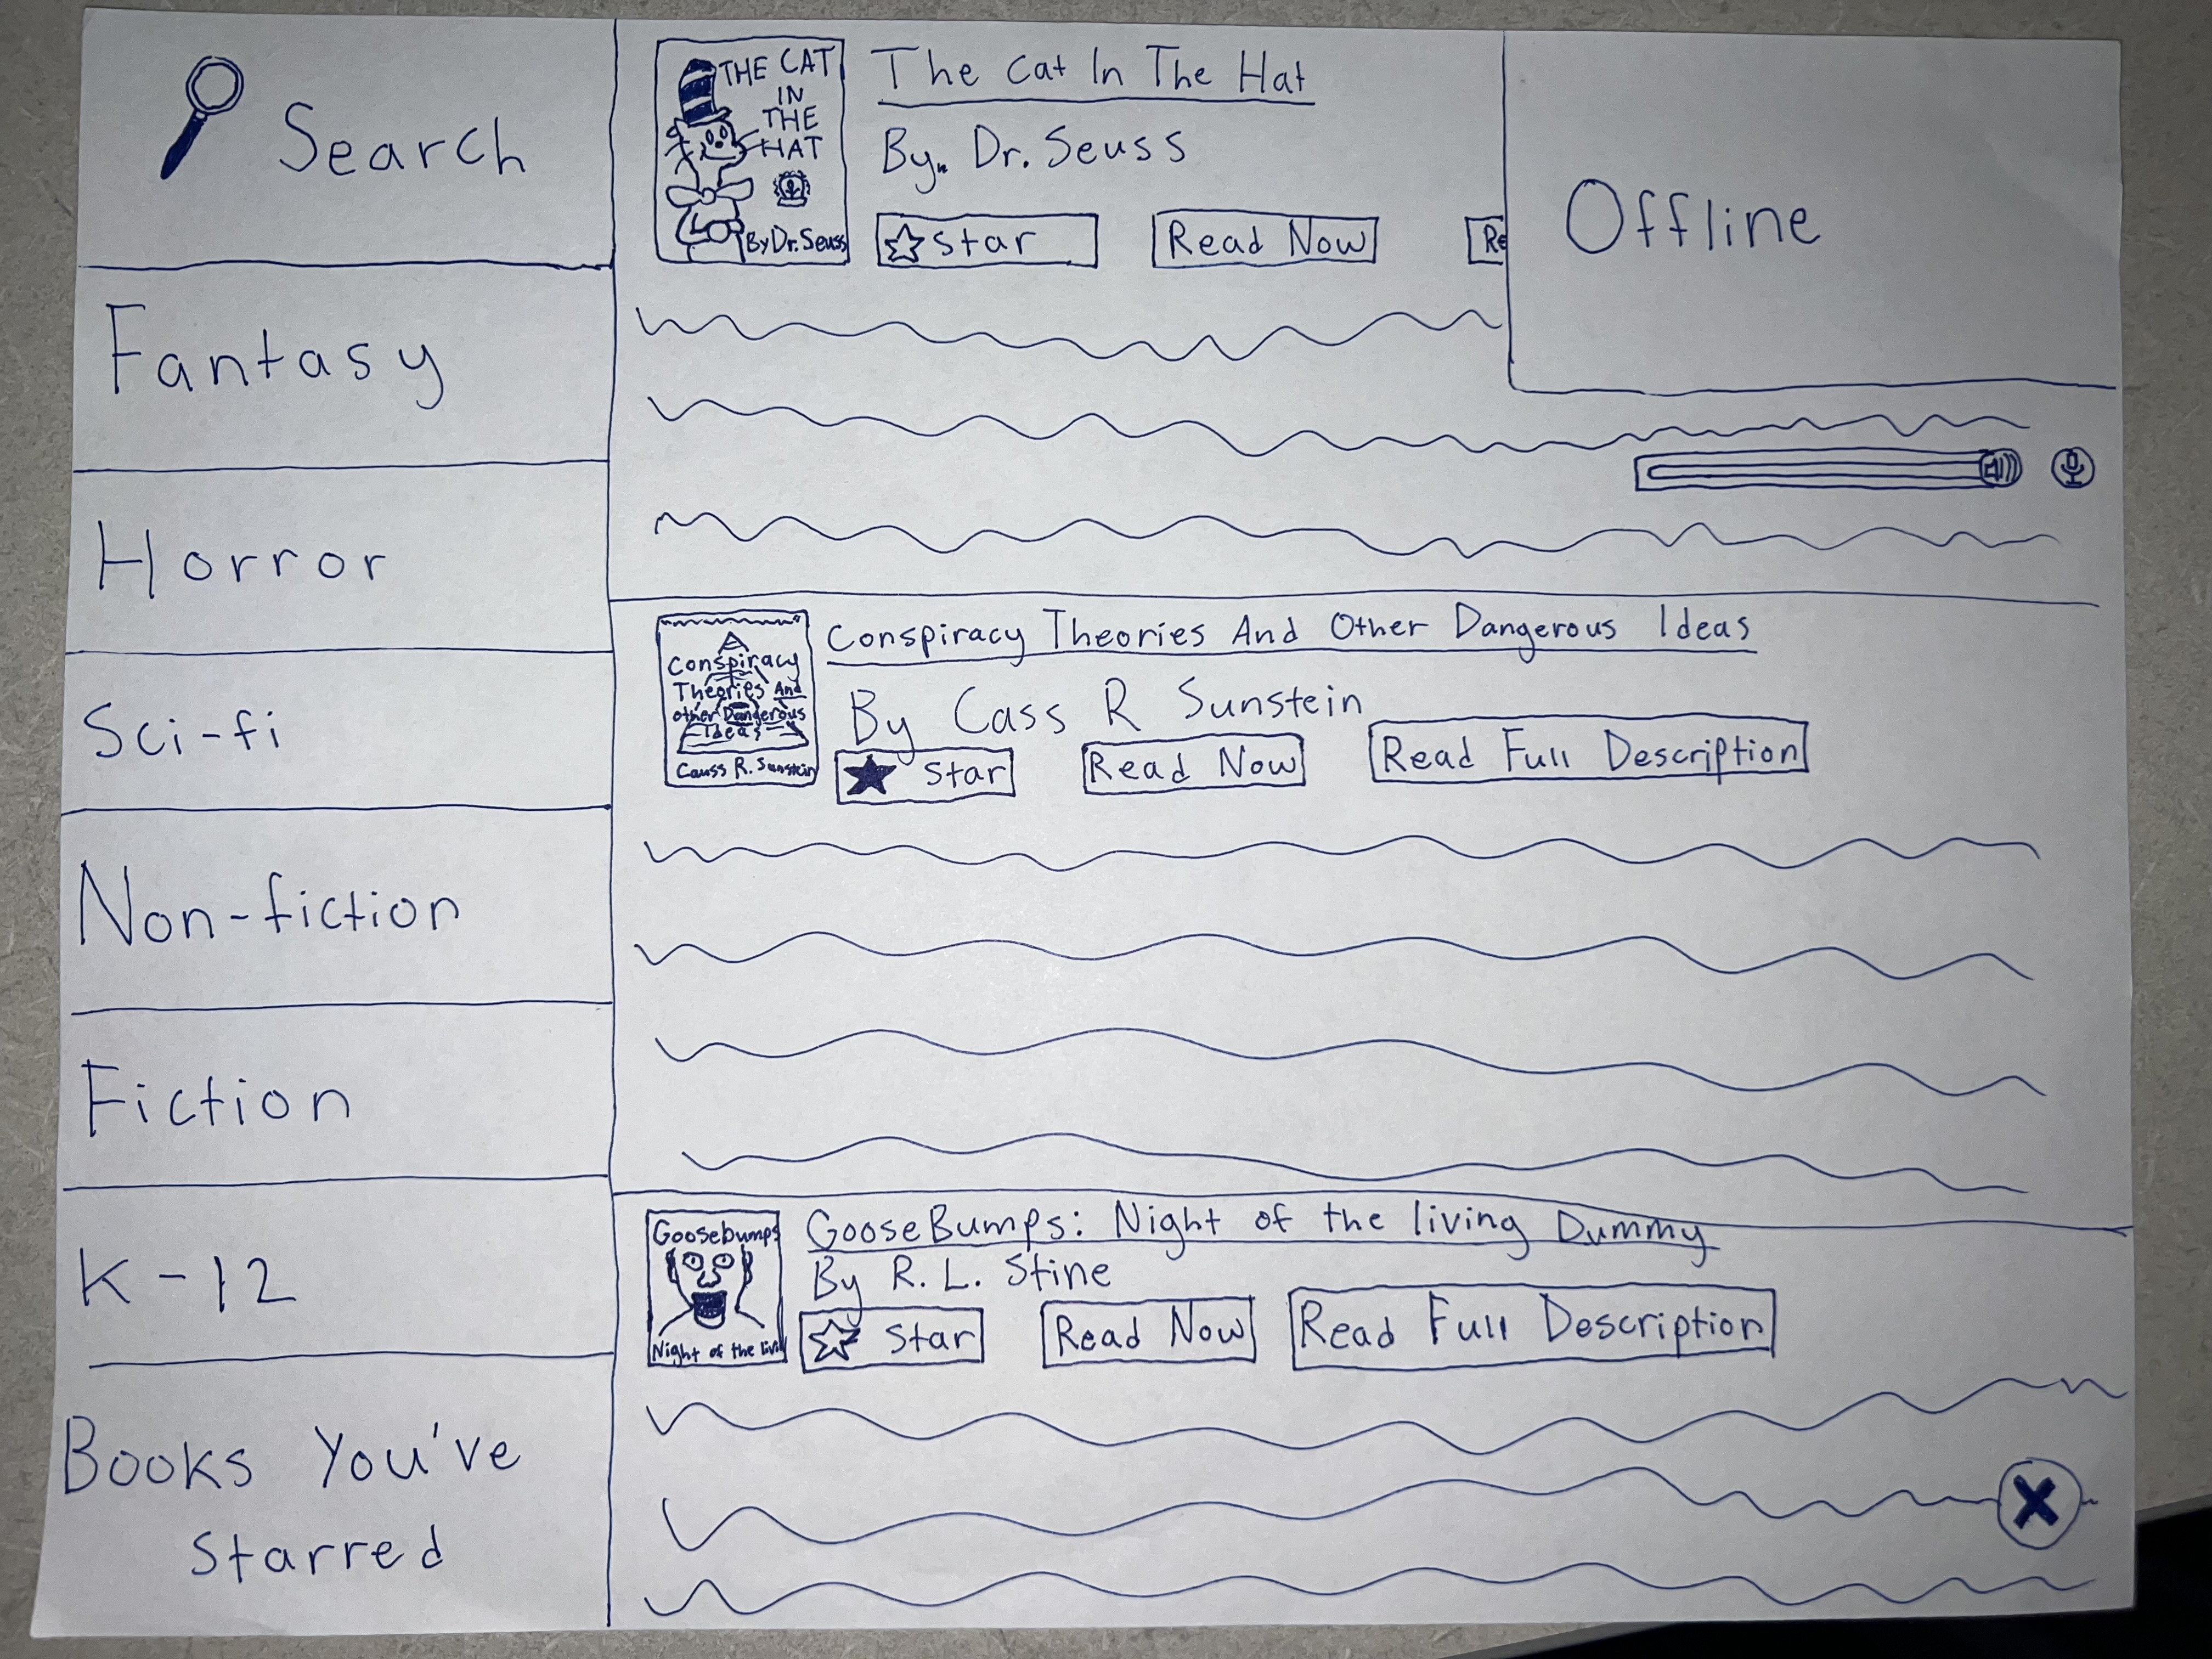 Search
Fantasy
Horror
Sci-fi
Non-fiction
Fiction
K-12
Books You've
Starred
THE CAT
IN
THE
HAT
By Dr. Seuss
The Cat In The Hat
By. Dr. Seuss
Star
Read Now
Re
Offline
Conspiracy
Theories And
Other Dangerous
Ideas
Causs R. Sunstein
Conspiracy Theories And Other Dangerous Ideas
By Cass R Sunstein
Star
Read Now
Read Full Description
Goosebumps
Night of the livi
GooseBumps: Night of the living Dummy
By R.L. Stine
Star
Read Now
Read Full Description